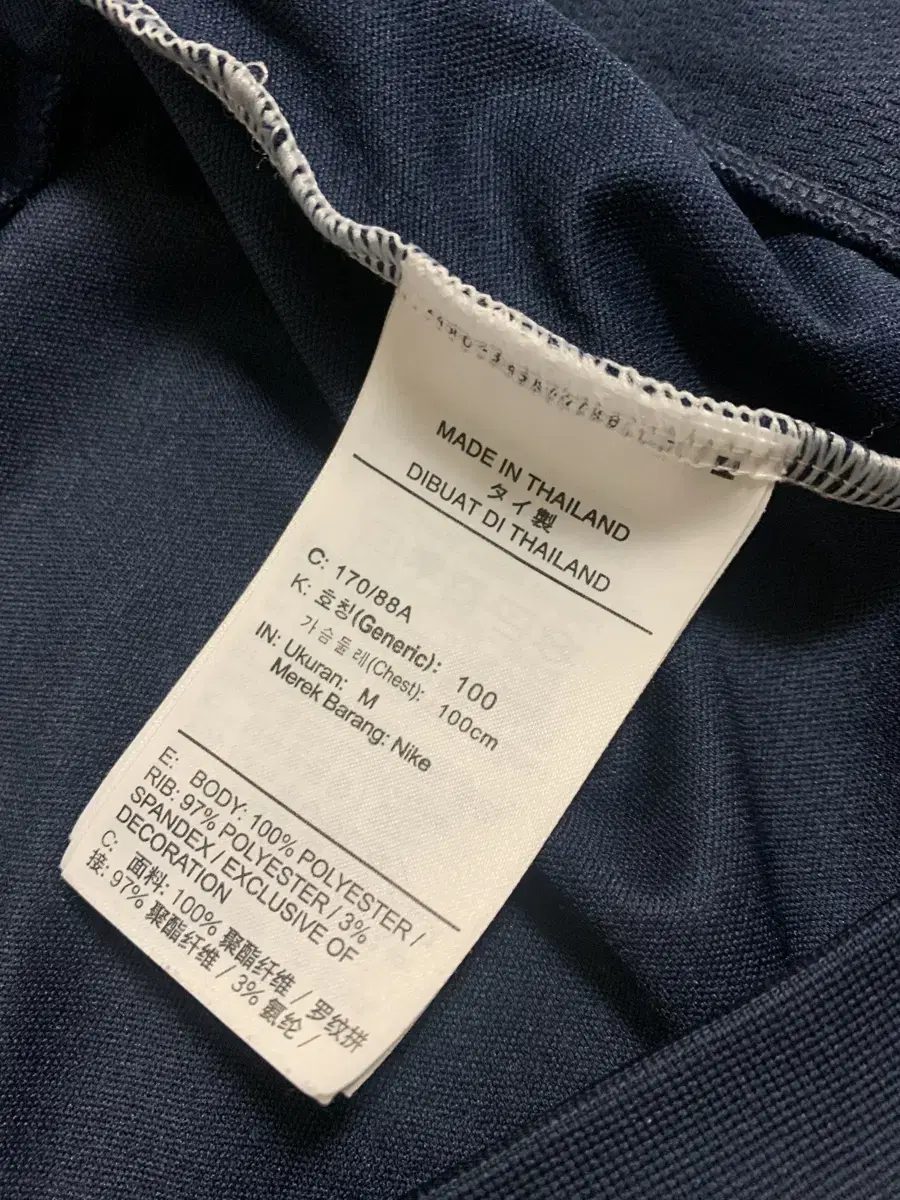 MADE IN THAILAND
タイ製
DIBUAT DI THAILAND
C: 170/88A
K: 호칭(Generic): 100
가슴둘레(Chest): 100cm
IN: Ukuran: M
Merek Barang: Nike
E: BODY: 100% POLYESTER /
RIB: 97% POLYESTER / 3%
SPANDEX / EXCLUSIVE OF
DECORATION
C: 面料: 100% 聚酯纤维 / 罗纹拼
接: 97% 聚酯纤维 / 3% 氨纶 /